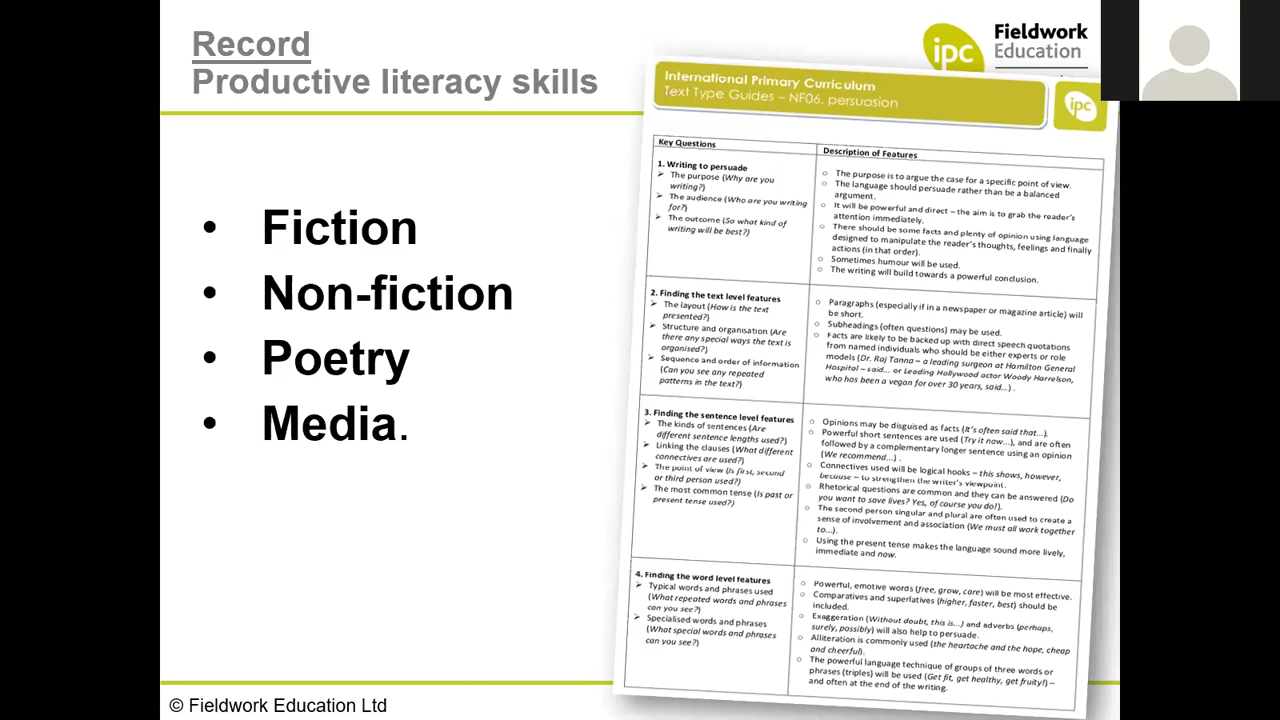 Record
Productive literacy skills
• Fiction
• Non-fiction
• Poetry
• Media.
© Fieldwork Education Ltd
ipc
Fieldwork
Education
International Primary Curriculum
Text Type Guides – NF06. persuasion
ipc
Key Questions
1. Writing to persuade
➢ The purpose (Why are you
writing?)
➢ The audience (Who are you writing
for?)
➢ The outcome (So what kind of
writing will be best?)
Description of Features
○ The purpose is to argue the case for a specific point of view.
○ The language should persuade rather than be a balanced
argument.
○ It will be powerful and direct – the aim is to grab the reader's
attention immediately.
○ There should be some facts and plenty of opinion using language
designed to manipulate the reader's thoughts, feelings and finally
actions (in that order).
○ Sometimes humour will be used.
○ The writing will build towards a powerful conclusion.
2. Finding the text level features
➢ The layout (How is the text
presented?)
➢ Structure and organisation (Are
there any special ways the text is
organised?)
➢ Sequence and order of information
(Can you see any repeated
patterns in the text?)
○ Paragraphs (especially if in a newspaper or magazine article) will
be short.
○ Subheadings (often questions) may be used.
○ Facts are likely to be backed up with direct speech quotations
from named individuals who should be either experts or role
models (Dr. Raj Tanna – a leading surgeon at Hamilton General
Hospital – said... or Leading Hollywood actor Woody Harrelson,
who has been a vegan for over 30 years, said...) .
3. Finding the sentence level features
➢ The kinds of sentences (Are
different sentence lengths used?)
➢ Linking the clauses (What different
connectives are used?)
➢ The point of view (Is first, second
or third person used?)
➢ The most common tense (Is past or
present tense used?)
○ Opinions may be disguised as facts (It's often said that...).
○ Powerful short sentences are used (Try it now...), and are often
followed by a complementary longer sentence using an opinion
(We recommend...) .
○ Connectives used will be logical hooks – this shows, however,
because – to strengthen the writer's viewpoint.
○ Rhetorical questions are common and they can be answered (Do
you want to save lives? Yes, of course you do!).
○ The second person singular and plural are often used to create a
sense of involvement and association (We must all work together
to...).
○ Using the present tense makes the language sound more lively,
immediate and now.
4. Finding the word level features
➢ Typical words and phrases used
(What repeated words and phrases
can you see?)
➢ Specialised words and phrases
(What special words and phrases
can you see?)
○ Powerful, emotive words (free, grow, care) will be most effective.
○ Comparatives and superlatives (higher, faster, best) should be
included.
○ Exaggeration (Without doubt, this is...) and adverbs (perhaps,
surely, possibly) will also help to persuade.
○ Alliteration is commonly used (the heartache and the hope, cheap
and cheerful).
○ The powerful language technique of groups of three words or
phrases (triples) will be used (Get fit, get healthy, get fruity!) –
and often at the end of the writing.